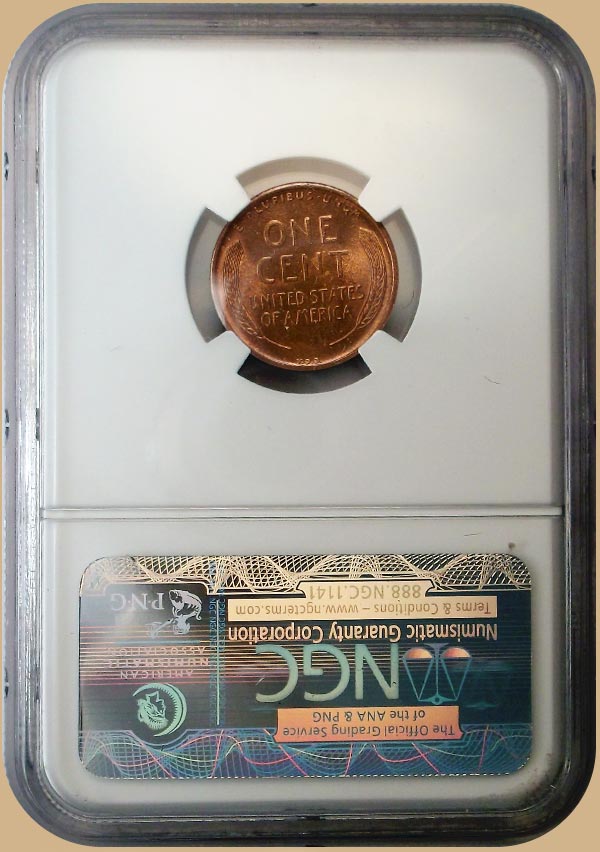 E·PLURIBUS·UNUM
ONE
CENT
UNITED STATES
OF AMERICA
The Official Grading Service
of the ANA & PNG
NGC
Numismatic Guaranty Corporation
Terms & Conditions – www.ngcterms.com
888.NGC.1141
AMERICAN
NUMISMATIC
ASSOCIATION
PNG